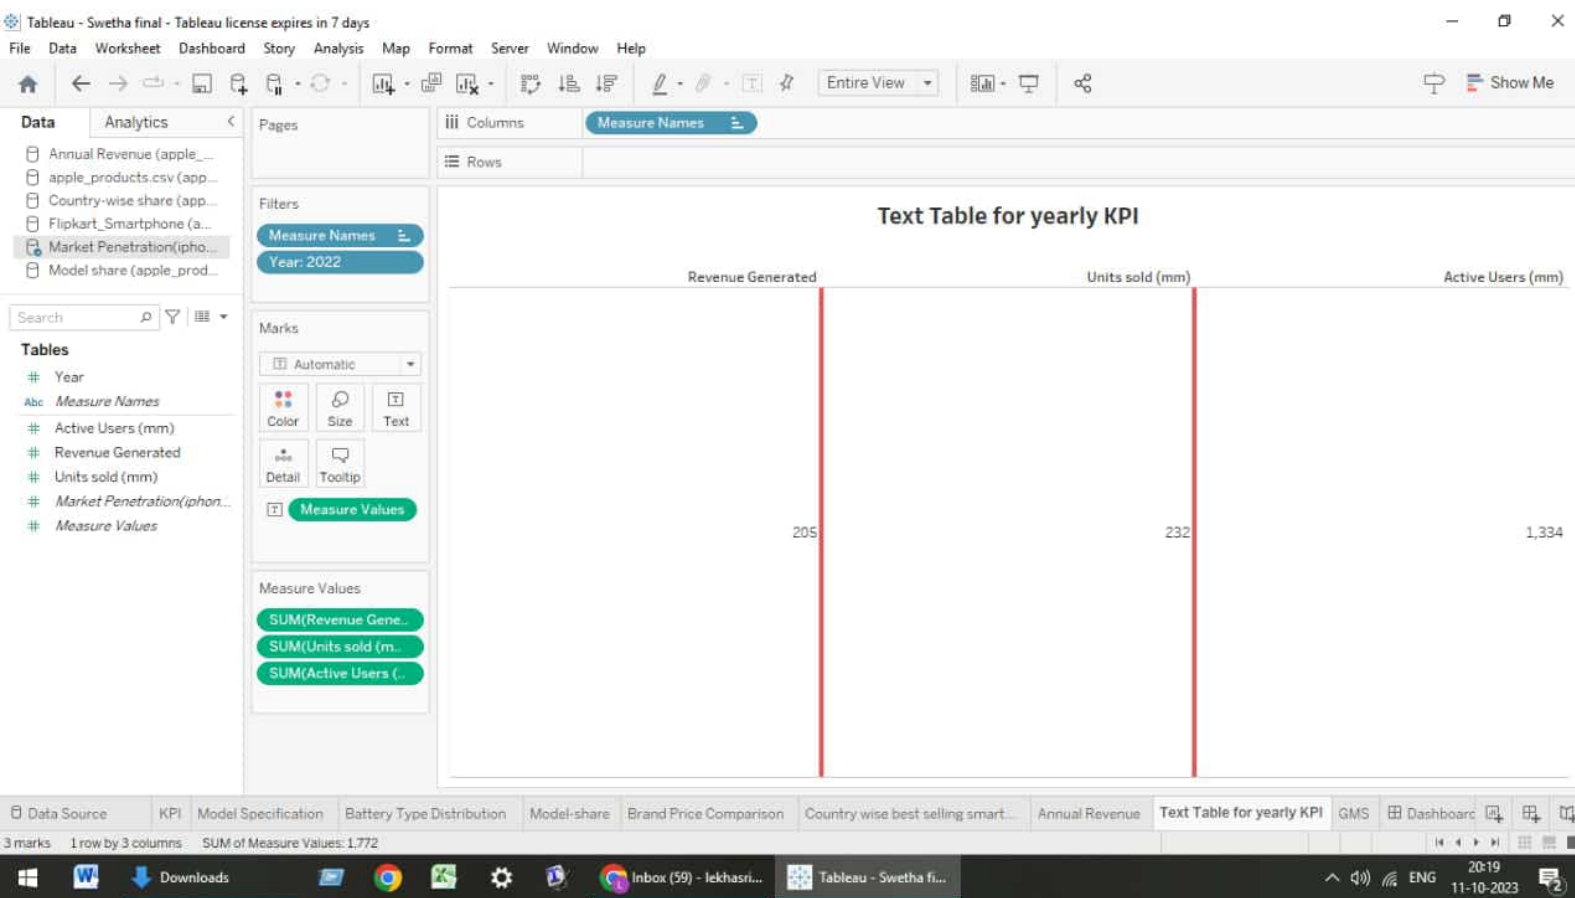 Tableau - Swetha final - Tableau license expires in 7 days
File Data Worksheet Dashboard Story Analysis Map Format Server Window Help
Entire View
Show Me
Data Analytics
Annual Revenue (apple_...
apple_products.csv (app...
Country-wise share (app...
Flipkart_Smartphone (a...
Market Penetration(ipho...
Model share (apple_prod...
Search
Tables
# Year
Abc Measure Names
# Active Users (mm)
# Revenue Generated
# Units sold (mm)
# Market Penetration(iphon...
# Measure Values
Pages
Filters
Measure Names
Year: 2022
Marks
T Automatic
Color Size T Text
Detail Tooltip
T Measure Values
Measure Values
SUM(Revenue Gene..
SUM(Units sold (m..
SUM(Active Users (..
Columns Measure Names
Rows
Text Table for yearly KPI
Revenue Generated Units sold (mm) Active Users (mm)
205 232 1,334
Data Source KPI Model Specification Battery Type Distribution Model-share Brand Price Comparison Country wise best selling smart... Annual Revenue Text Table for yearly KPI GMS Dashboard
3 marks 1 row by 3 columns SUM of Measure Values: 1,772
W Downloads Inbox (59) - lekhasri... Tableau - Swetha fi... ENG 20:19
11-10-2023 2